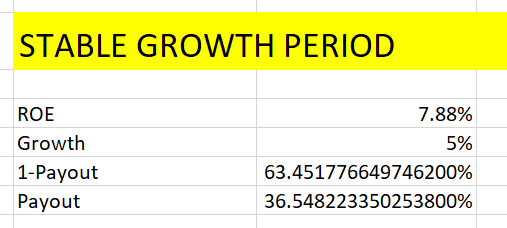 STABLE GROWTH PERIOD
ROE 7.88%
Growth 5%
1-Payout 63.451776649746200%
Payout 36.548223350253800%